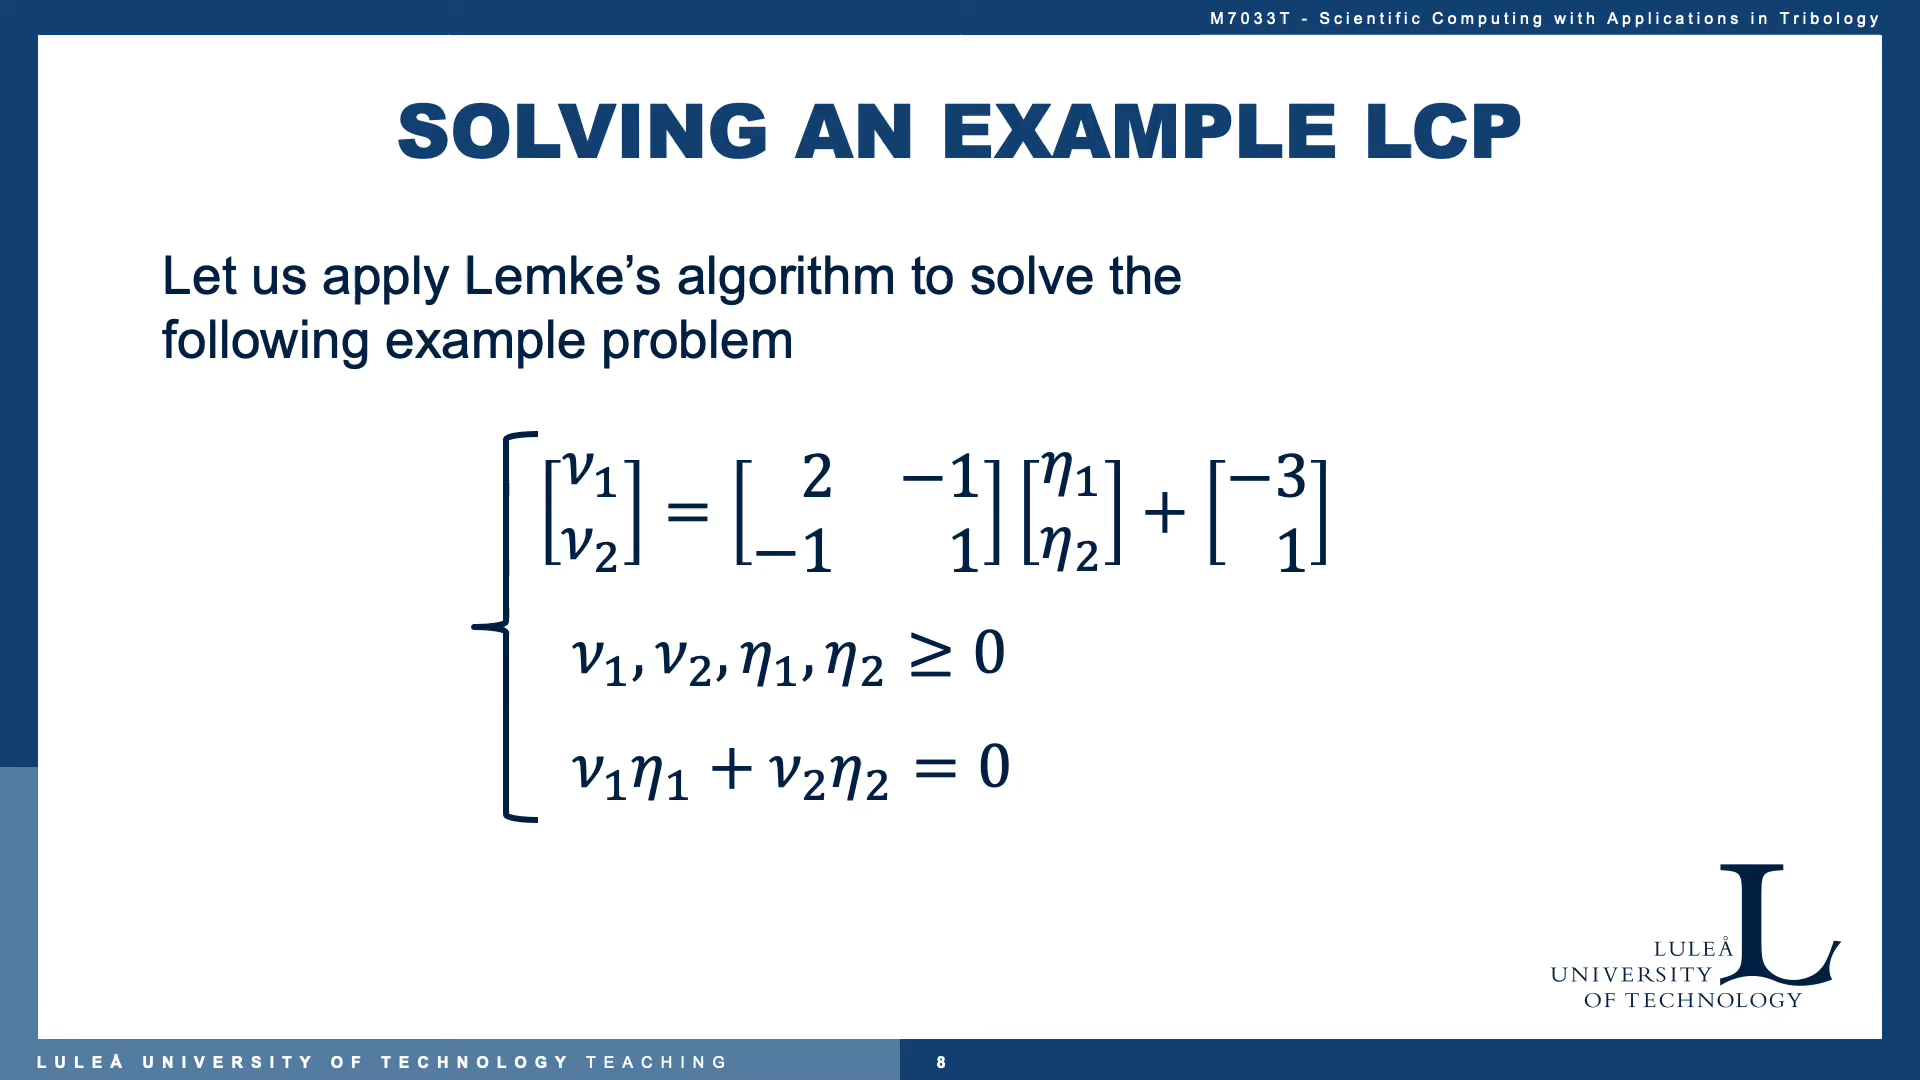 M7033T - Scientific Computing with Applications in Tribology
SOLVING AN EXAMPLE LCP
Let us apply Lemke’s algorithm to solve the
following example problem
[ν₁ ν₂] = [2 −1; −1 1] [η₁ η₂] + [−3 1]
ν₁, ν₂, η₁, η₂ ≥ 0
ν₁η₁ + ν₂η₂ = 0
LULEÅ
UNIVERSITY
OF TECHNOLOGY
LULEÅ UNIVERSITY OF TECHNOLOGY TEACHING
8